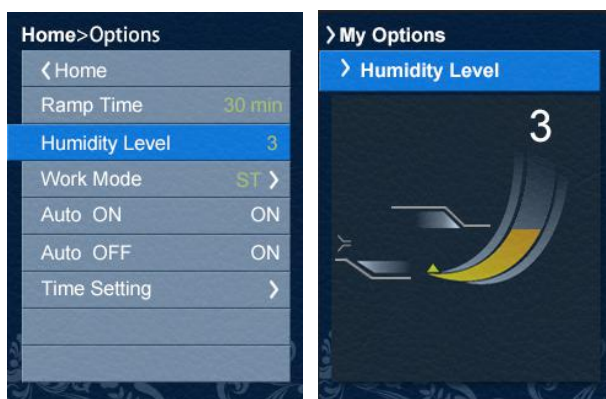 Home>Options
❮Home
Ramp Time 30 min
Humidity Level 3
Work Mode ST ❯
Auto ON ON
Auto OFF ON
Time Setting ❯
❯My Options
❯ Humidity Level
3